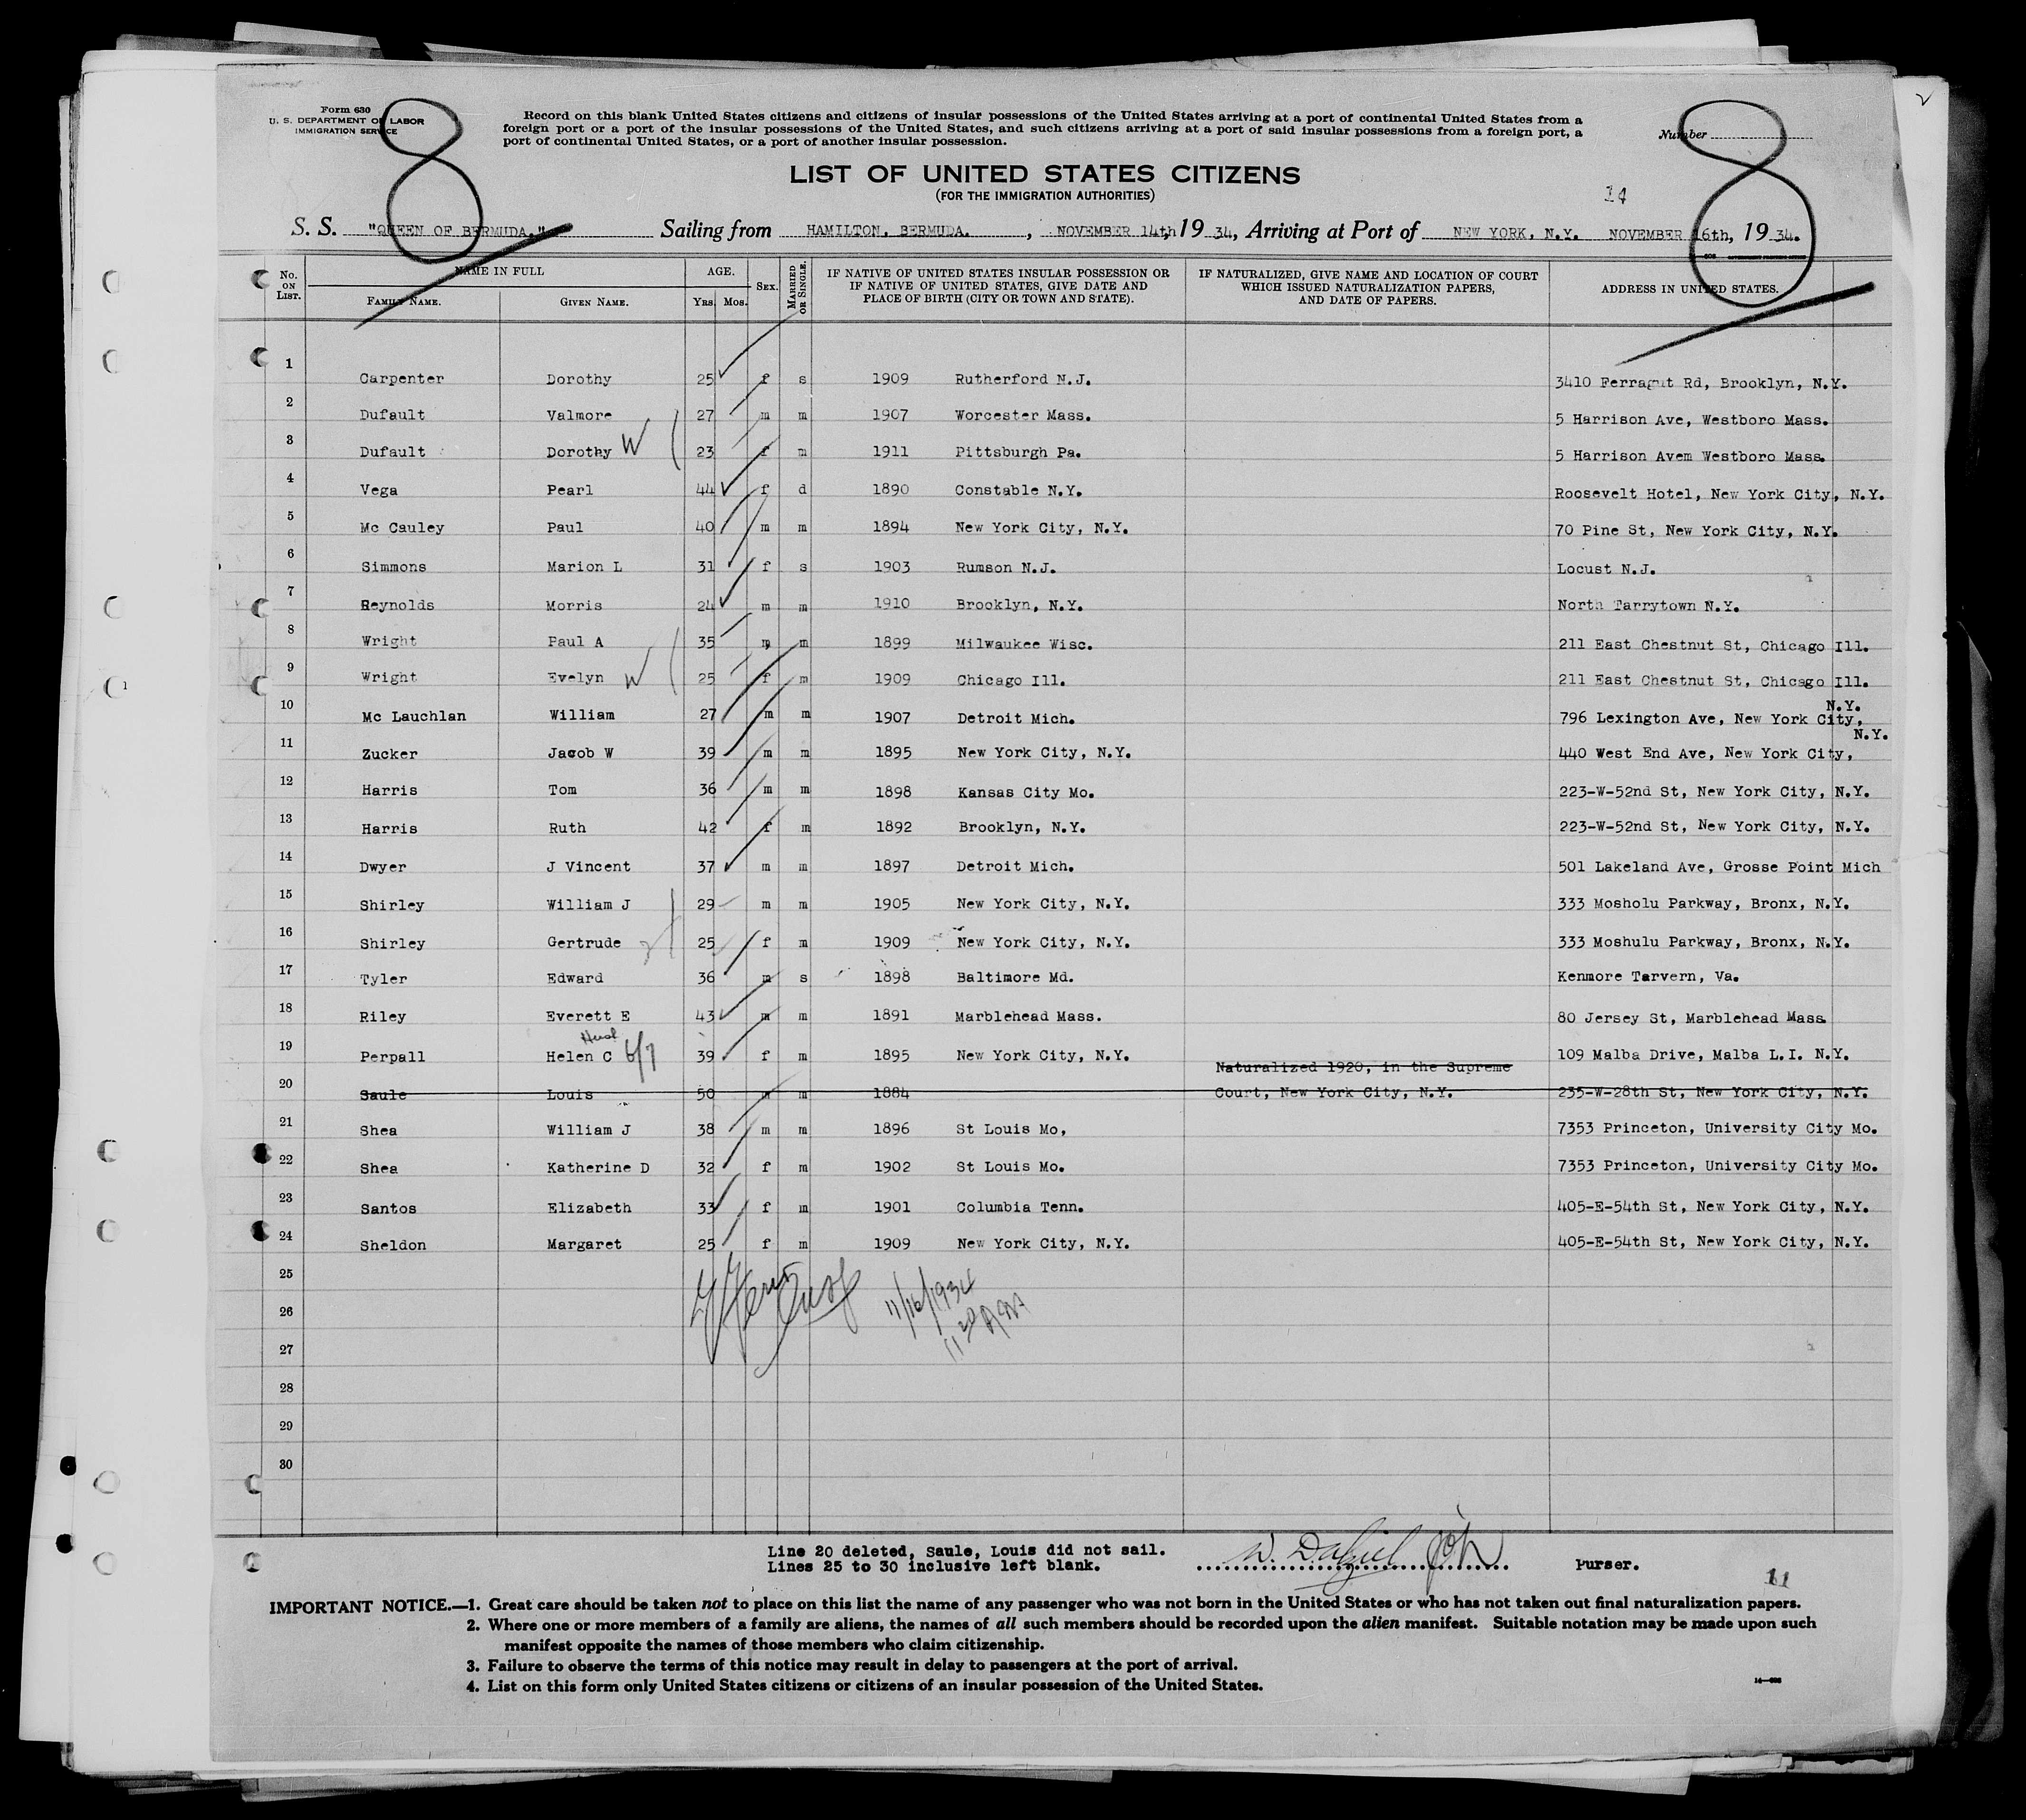 Form 630
U. S. DEPARTMENT OF LABOR
IMMIGRATION SERVICE
8
Record on this blank United States citizens and citizens of insular possessions of the United States arriving at a port of continental United States from a
foreign port or a port of the insular possessions of the United States, and such citizens arriving at a port of said insular possessions from a foreign port, a
port of continental United States, or a port of another insular possession.
Number
8
LIST OF UNITED STATES CITIZENS
(FOR THE IMMIGRATION AUTHORITIES)
14
S. S. "QUEEN OF BERMUDA," Sailing from HAMILTON, BERMUDA. , NOVEMBER 14th, 19 34, Arriving at Port of NEW YORK, N.Y. NOVEMBER 16th, 19 34.
No. ON LIST. NAME IN FULL FAMILY NAME. GIVEN NAME. AGE. Yrs. Mos. SEX. MARRIED OR SINGLE. IF NATIVE OF UNITED STATES INSULAR POSSESSION OR IF NATIVE OF UNITED STATES, GIVE DATE AND PLACE OF BIRTH (CITY OR TOWN AND STATE). IF NATURALIZED, GIVE NAME AND LOCATION OF COURT WHICH ISSUED NATURALIZATION PAPERS, AND DATE OF PAPERS. ADDRESS IN UNITED STATES.
1 Carpenter Dorothy 25 f s 1909 Rutherford N.J. 3410 Ferragut Rd, Brooklyn, N.Y.
2 Dufault Valmore 27 m m 1907 Worcester Mass. 5 Harrison Ave, Westboro Mass.
3 Dufault Dorothy W 23 f m 1911 Pittsburgh Pa. 5 Harrison Avem Westboro Mass.
4 Vega Pearl 44 f d 1890 Constable N.Y. Roosevelt Hotel, New York City, N.Y.
5 Mc Cauley Paul 40 m m 1894 New York City, N.Y. 70 Pine St, New York City, N.Y.
6 Simmons Marion L 31 f s 1903 Rumson N.J. Locust N.J.
7 Reynolds Morris 24 m m 1910 Brooklyn, N.Y. North Tarrytown N.Y.
8 Wright Paul A 35 m m 1899 Milwaukee Wisc. 211 East Chestnut St, Chicago Ill.
9 Wright Evelyn W 25 f m 1909 Chicago Ill. 211 East Chestnut St, Chicago Ill.
10 Mc Lauchlan William 27 m m 1907 Detroit Mich. 796 Lexington Ave, New York City, N.Y.
11 Zucker Jacob W 39 m m 1895 New York City, N.Y. 440 West End Ave, New York City, N.Y.
12 Harris Tom 36 m m 1898 Kansas City Mo. 223-W-52nd St, New York City, N.Y.
13 Harris Ruth 42 f m 1892 Brooklyn, N.Y. 223-W-52nd St, New York City, N.Y.
14 Dwyer J Vincent 37 m m 1897 Detroit Mich. 501 Lakeland Ave, Grosse Point Mich
15 Shirley William J 29 m m 1905 New York City, N.Y. 333 Mosholu Parkway, Bronx, N.Y.
16 Shirley Gertrude 25 f m 1909 New York City, N.Y. 333 Moshulu Parkway, Bronx, N.Y.
17 Tyler Edward 36 m s 1898 Baltimore Md. Kenmore Tarvern, Va.
18 Riley Everett E 43 m m 1891 Marblehead Mass. 80 Jersey St, Marblehead Mass.
19 Perpall Helen C 39 f m 1895 New York City, N.Y. 109 Malba Drive, Malba L.I. N.Y.
20 Saule Louis 50 m m 1884 Naturalized 1920, in the Supreme Court, New York City, N.Y. 235-W-28th St, New York City, N.Y.
21 Shea William J 38 m m 1896 St Louis Mo, 7353 Princeton, University City Mo.
22 Shea Katherine D 32 f m 1902 St Louis Mo. 7353 Princeton, University City Mo.
23 Santos Elizabeth 33 f m 1901 Columbia Tenn. 405-E-54th St, New York City, N.Y.
24 Sheldon Margaret 25 f m 1909 New York City, N.Y. 405-E-54th St, New York City, N.Y.
25
26 11/16/1934
27
28
29
30
Line 20 deleted, Saule, Louis did not sail.
Lines 25 to 30 inclusive left blank.
Purser.
11
IMPORTANT NOTICE.—1. Great care should be taken not to place on this list the name of any passenger who was not born in the United States or who has not taken out final naturalization papers.
2. Where one or more members of a family are aliens, the names of all such members should be recorded upon the alien manifest. Suitable notation may be made upon such
manifest opposite the names of those members who claim citizenship.
3. Failure to observe the terms of this notice may result in delay to passengers at the port of arrival.
4. List on this form only United States citizens or citizens of an insular possession of the United States.